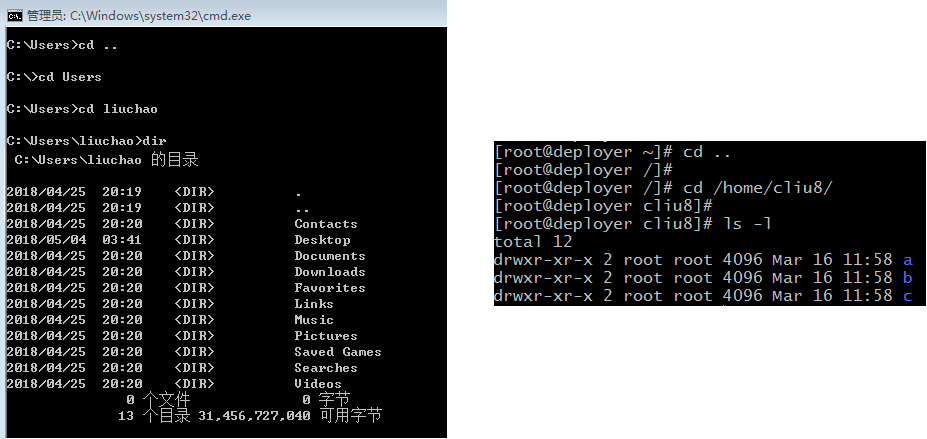 管理员: C:\Windows\system32\cmd.exe
C:\Users>cd ..
C:\>cd Users
C:\Users>cd liuchao
C:\Users\liuchao>dir
C:\Users\liuchao 的目录
2018/04/25  20:19    <DIR>          .
2018/04/25  20:19    <DIR>          ..
2018/04/25  20:20    <DIR>          Contacts
2018/05/04  03:41    <DIR>          Desktop
2018/04/25  20:20    <DIR>          Documents
2018/04/25  20:20    <DIR>          Downloads
2018/04/25  20:20    <DIR>          Favorites
2018/04/25  20:20    <DIR>          Links
2018/04/25  20:20    <DIR>          Music
2018/04/25  20:20    <DIR>          Pictures
2018/04/25  20:20    <DIR>          Saved Games
2018/04/25  20:20    <DIR>          Searches
2018/04/25  20:20    <DIR>          Videos
0 个文件              0 字节
13 个目录 31,456,727,040 可用字节
[root@deployer ~]# cd ..
[root@deployer /]#
[root@deployer /]# cd /home/cliu8/
[root@deployer cliu8]#
[root@deployer cliu8]# ls -l
total 12
drwxr-xr-x 2 root root 4096 Mar 16 11:58 a
drwxr-xr-x 2 root root 4096 Mar 16 11:58 b
drwxr-xr-x 2 root root 4096 Mar 16 11:58 c